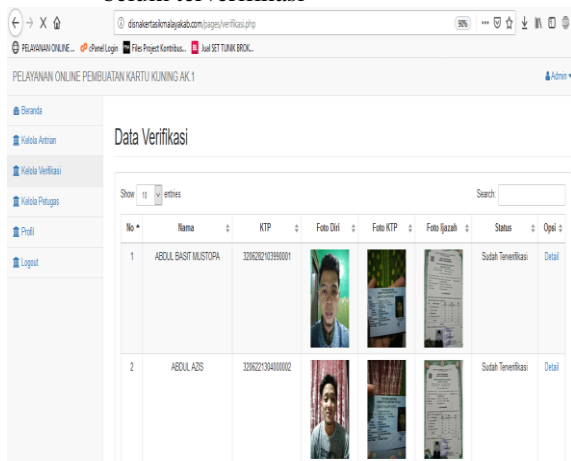 belum terverifikasi
disnakertasikmalayakab.com/pages/verifikasi.php
90%
PELAYANAN ONLINE... cPanel Login Files Project Kontribus... Jual SET TUNIK BROK...
PELAYANAN ONLINE PEMBUATAN KARTU KUNING AK.1
Admin
Beranda
Kelola Antrian
Kelola Verifikasi
Kelola Petugas
Profil
Logout
Data Verifikasi
Show 10 entries
Search:
No Nama KTP Foto Diri Foto KTP Foto Ijazah Status Opsi
1 ABDUL BASIT MUSTOPA 3206282103990001 Sudah Terverifikasi Detail
2 ABDUL AZIS 3206221304000002 Sudah Terverifikasi Detail